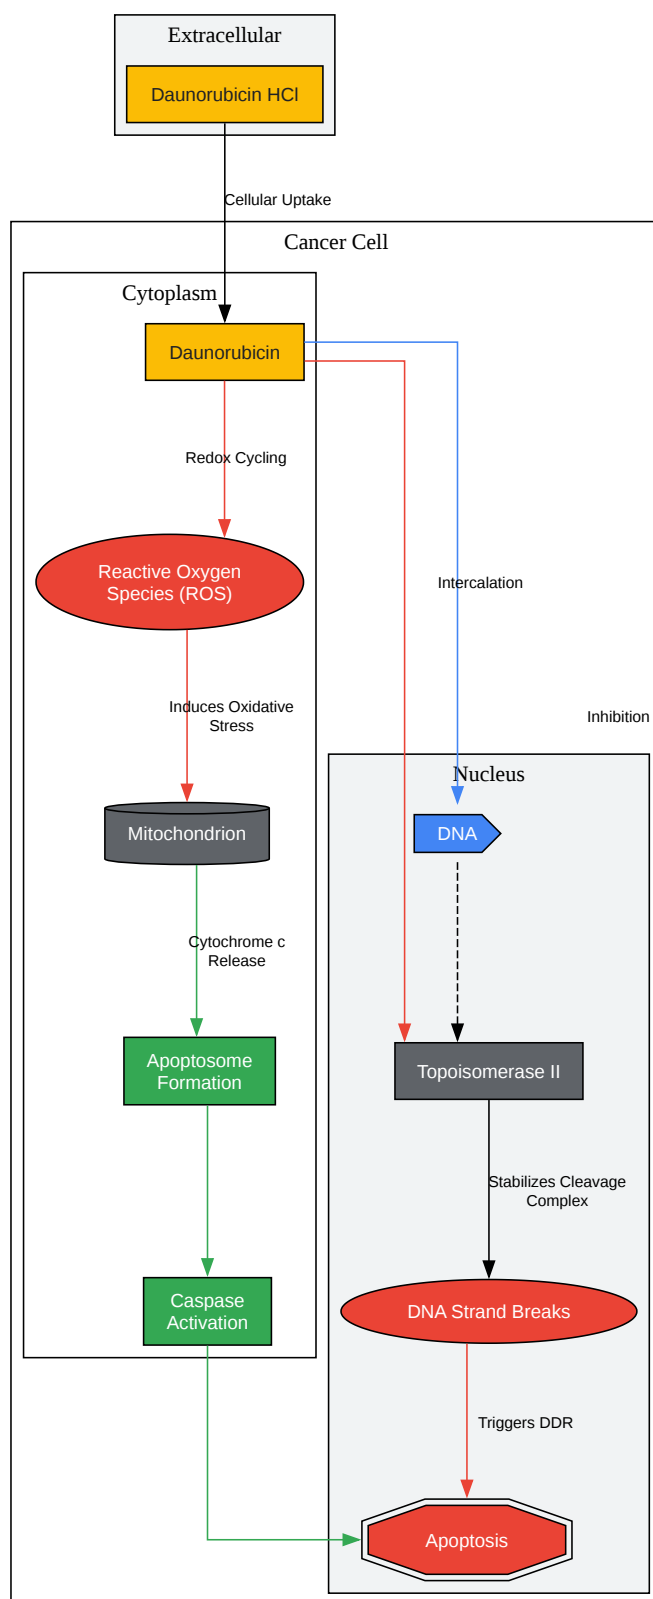 Extracellular
Daunorubicin HCl
Cellular Uptake
Cancer Cell
Cytoplasm
Daunorubicin
Redox Cycling
Reactive Oxygen
Species (ROS)
Intercalation
Induces Oxidative
Stress
Inhibition
Nucleus
Mitochondrion
DNA
Cytochrome c
Release
Apoptosome
Formation
Topoisomerase II
Stabilizes Cleavage
Complex
Caspase
Activation
DNA Strand Breaks
Triggers DDR
Apoptosis